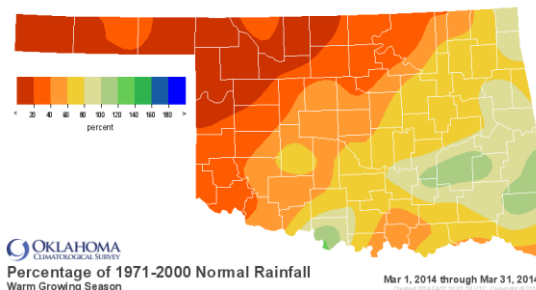 < 20 40 60 80 100 120 140 160 180 >
percent
OKLAHOMA
CLIMATOLOGICAL SURVEY
Percentage of 1971-2000 Normal Rainfall
Warm Growing Season
Mar 1, 2014 through Mar 31, 2014